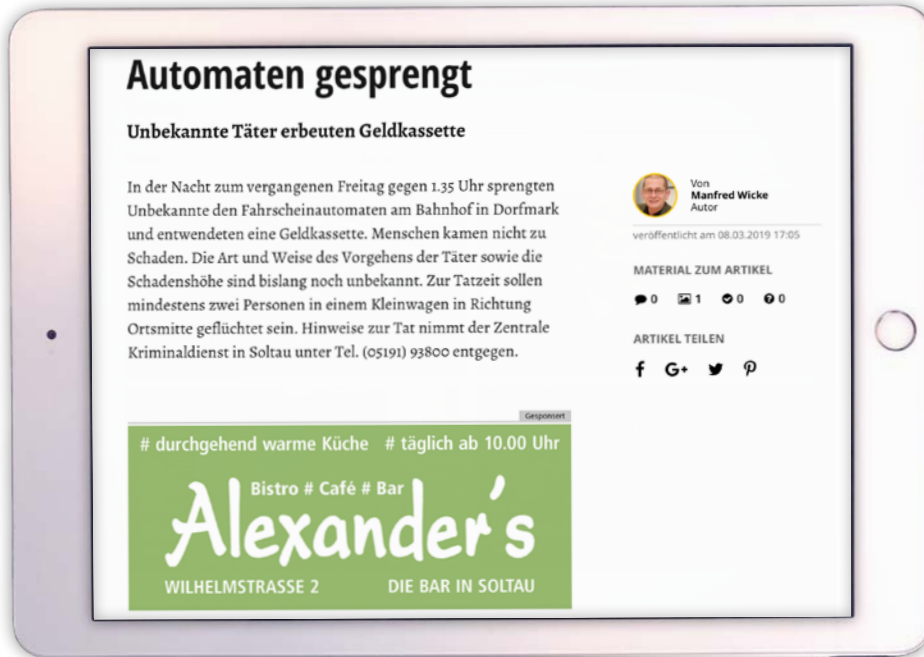 Automaten gesprengt
Unbekannte Täter erbeuten Geldkassette
In der Nacht zum vergangenen Freitag gegen 1.35 Uhr sprengten
Unbekannte den Fahrscheinautomaten am Bahnhof in Dorfmark
und entwendeten eine Geldkassette. Menschen kamen nicht zu
Schaden. Die Art und Weise des Vorgehens der Täter sowie die
Schadenshöhe sind bislang noch unbekannt. Zur Tatzeit sollen
mindestens zwei Personen in einem Kleinwagen in Richtung
Ortsmitte geflüchtet sein. Hinweise zur Tat nimmt der Zentrale
Kriminaldienst in Soltau unter Tel. (05191) 93800 entgegen.
Von
Manfred Wicke
Autor
veröffentlicht am 08.03.2019 17:05
MATERIAL ZUM ARTIKEL
0 1 0 0
ARTIKEL TEILEN
f G+
Gesponsert
# durchgehend warme Küche # täglich ab 10.00 Uhr
Bistro # Café # Bar
Alexander's
WILHELMSTRASSE 2 DIE BAR IN SOLTAU